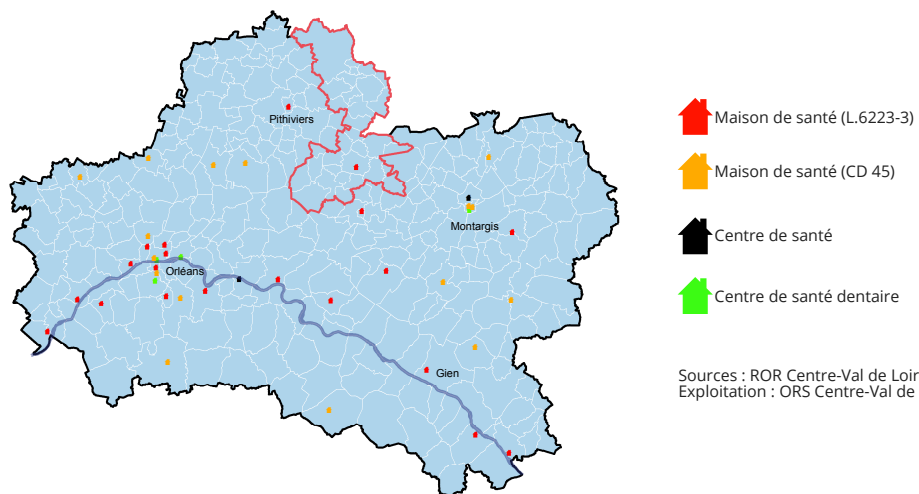 Pithiviers
Montargis
Orléans
Gien
Maison de santé (L.6223-3)
Maison de santé (CD 45)
Centre de santé
Centre de santé dentaire
Sources : ROR Centre-Val de Loir
Exploitation : ORS Centre-Val de